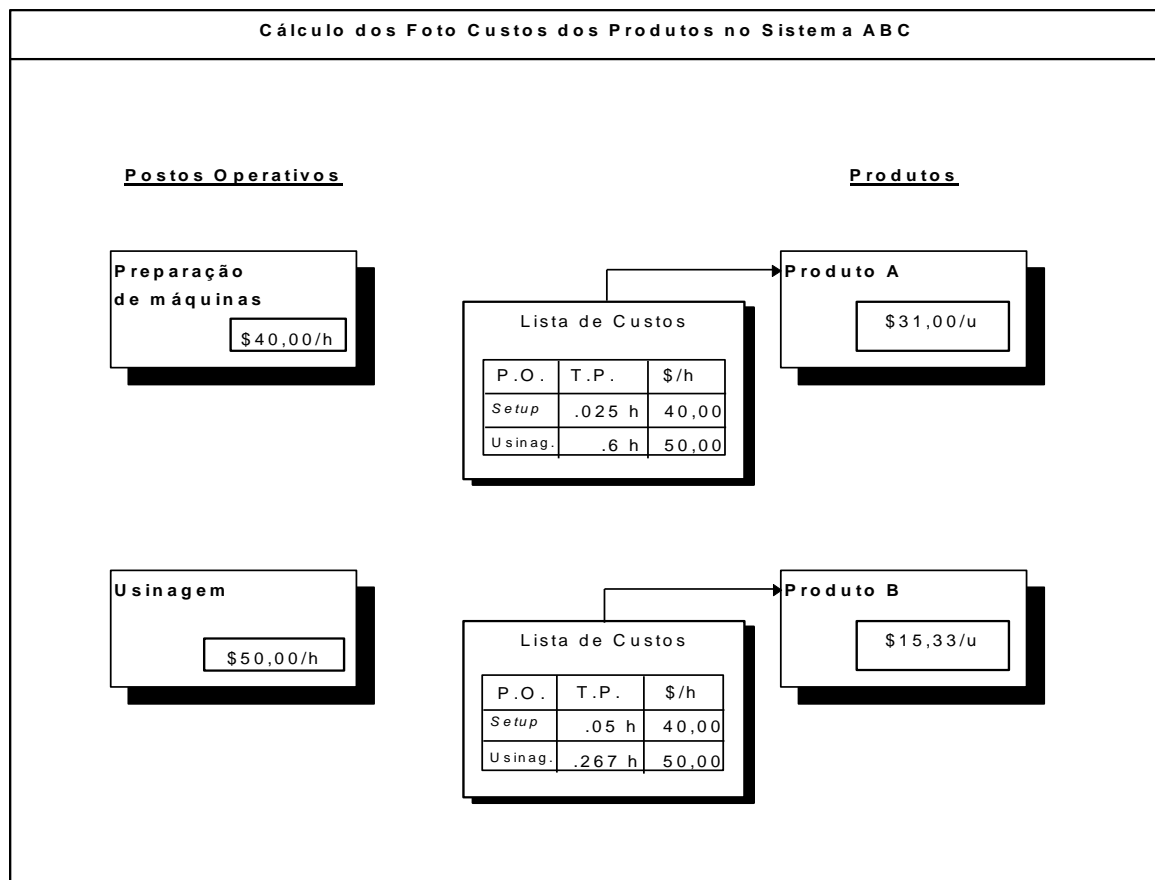 Cálculo dos Foto Custos dos Produtos no Sistema ABC
Postos Operativos
Produtos
Preparação
de máquinas
$40,00/h
Lista de Custos
P.O. T.P. $/h
Setup .025 h 40,00
Usinag. .6 h 50,00
Produto A
$31,00/u
Usinagem
$50,00/h
Lista de Custos
P.O. T.P. $/h
Setup .05 h 40,00
Usinag. .267 h 50,00
Produto B
$15,33/u